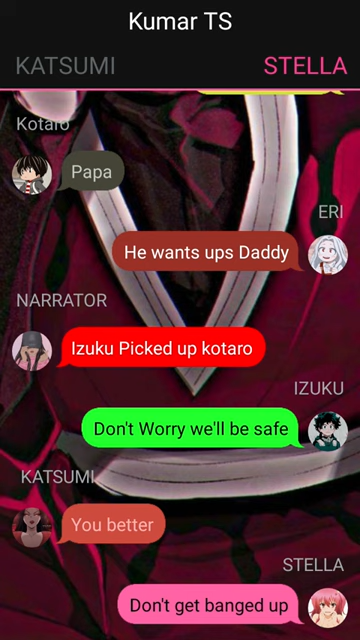 Kumar TS
KATSUMI STELLA
Kotaro
Papa
ERI
He wants ups Daddy
NARRATOR
Izuku Picked up kotaro
IZUKU
Don't Worry we'll be safe
KATSUMI
You better
STELLA
Don't get banged up